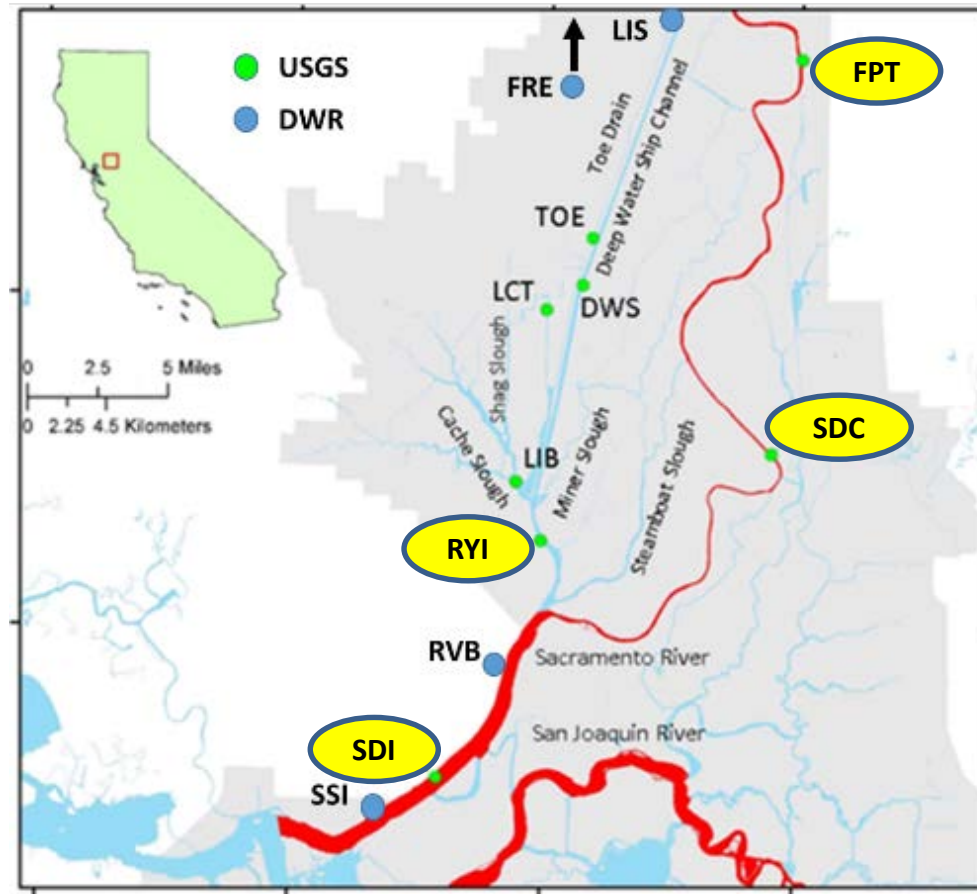 LIS
USGS
FPT
FRE
DWR
Toe Drain
Deep Water Ship Channel
TOE
LCT
DWS
0 2.5 5 Miles
0 2.25 4.5 Kilometers
Shag Slough
Cache Slough
SDC
LIB
Miner Slough
Steamboat Slough
RYI
RVB
Sacramento River
San Joaquin River
SDI
SSI